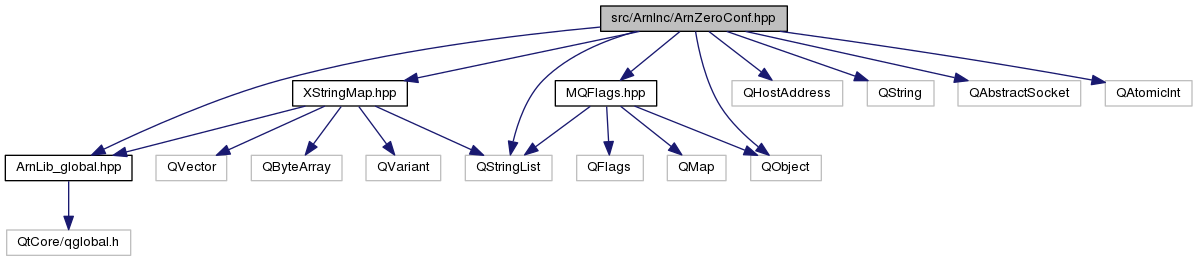 src/ArnInc/ArnZeroConf.hpp
XStringMap.hpp
MQFlags.hpp
QHostAddress
QString
QAbstractSocket
QAtomicInt
ArnLib_global.hpp
QVector
QByteArray
QVariant
QStringList
QFlags
QMap
QObject
QtCore/qglobal.h